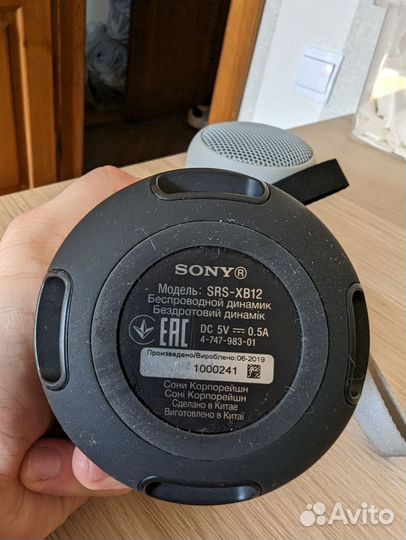 SONY®
Модель: SRS-XB12
Беспроводной динамик
Бездротовий динамік
EAC DC 5V ⎓ 0.5A
4-747-983-01
Произведено/Вироблено:06-2019
1000241
Сони Корпорейшн
Соні Корпорейшн
Сделано в Китае
Виготовлено в Китаї
Avito